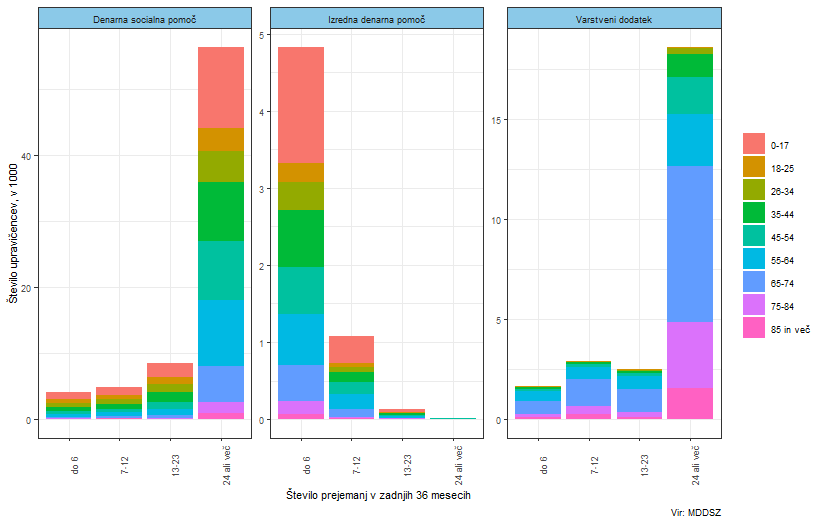 Denarna socialna pomoč
Izredna denarna pomoč
Varstveni dodatek
Število upravičencev, v 1000
40
20
0
5
4
3
2
1
0
15
10
5
0
do 6
7-12
13-23
24 ali več
do 6
7-12
13-23
24 ali več
do 6
7-12
13-23
24 ali več
Število prejemanj v zadnjih 36 mesecih
0-17
18-25
26-34
35-44
45-54
55-64
65-74
75-84
85 in več
Vir: MDDSZ